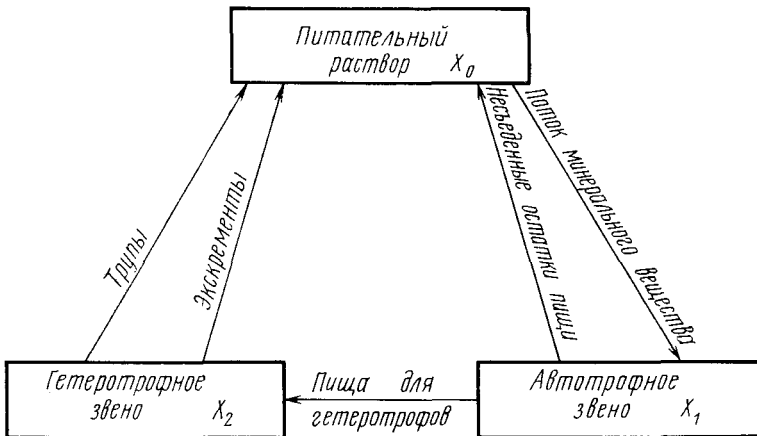 Питательный
раствор X₀
Трупы
Экскременты
Несъеденные остатки пищи
Поток минерального вещества
Гетеротрофное
звено X₂
Пища для
гетеротрофов
Автотрофное
звено X₁